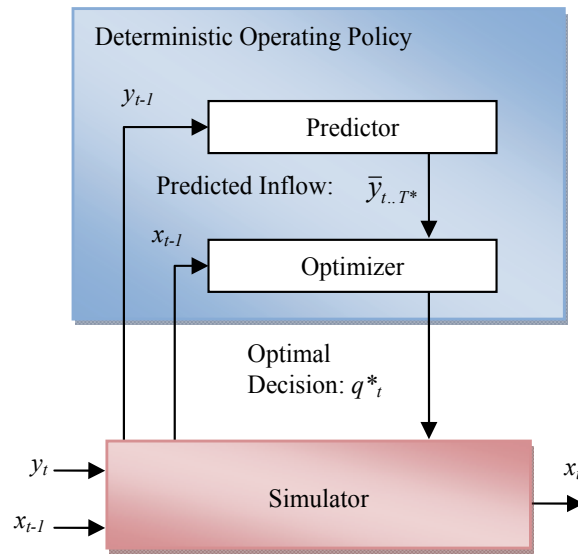 Deterministic Operating Policy
y_{t-1}
Predictor
Predicted Inflow: ȳ_{t..T*}
x_{t-1}
Optimizer
Optimal
Decision: q*_t
y_t
x_t
Simulator
x_{t-1}